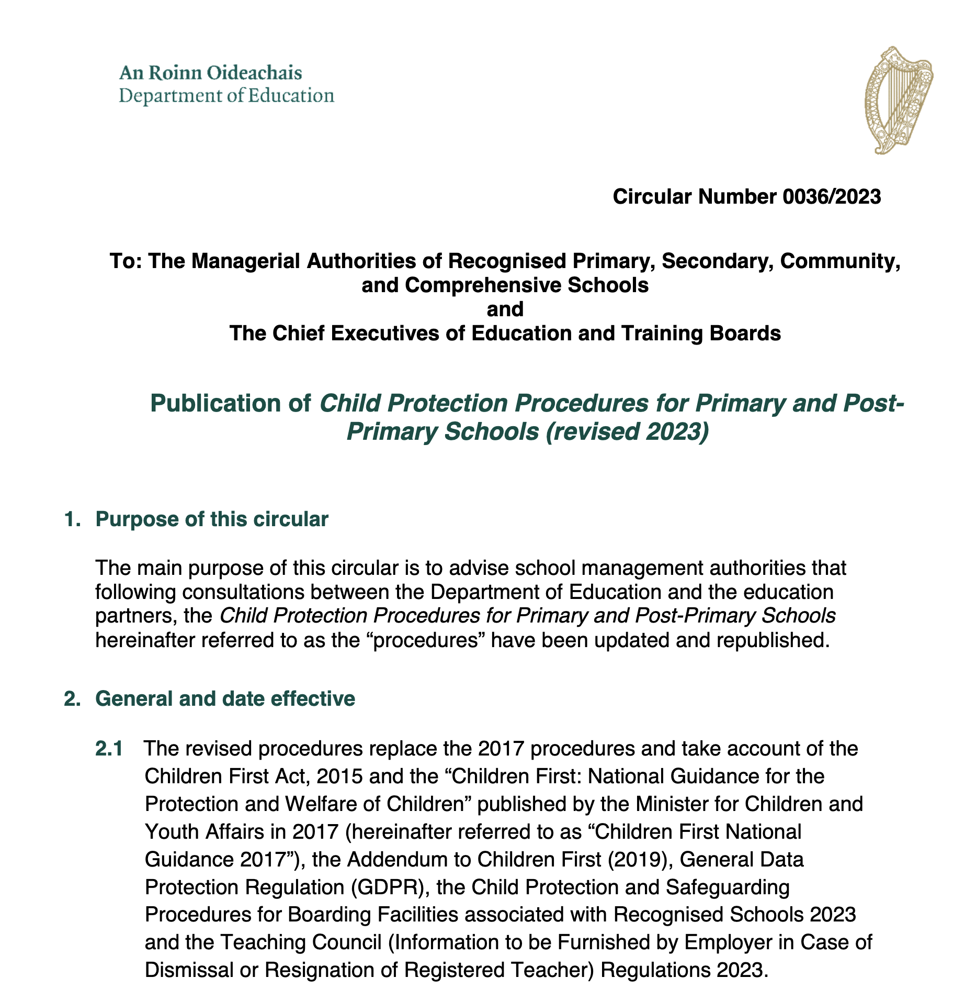 An Roinn Oideachais
Department of Education
Circular Number 0036/2023
To: The Managerial Authorities of Recognised Primary, Secondary, Community,
and Comprehensive Schools
and
The Chief Executives of Education and Training Boards
Publication of Child Protection Procedures for Primary and Post-
Primary Schools (revised 2023)
1. Purpose of this circular
The main purpose of this circular is to advise school management authorities that
following consultations between the Department of Education and the education
partners, the Child Protection Procedures for Primary and Post-Primary Schools
hereinafter referred to as the “procedures” have been updated and republished.
2. General and date effective
2.1 The revised procedures replace the 2017 procedures and take account of the
Children First Act, 2015 and the “Children First: National Guidance for the
Protection and Welfare of Children” published by the Minister for Children and
Youth Affairs in 2017 (hereinafter referred to as “Children First National
Guidance 2017”), the Addendum to Children First (2019), General Data
Protection Regulation (GDPR), the Child Protection and Safeguarding
Procedures for Boarding Facilities associated with Recognised Schools 2023
and the Teaching Council (Information to be Furnished by Employer in Case of
Dismissal or Resignation of Registered Teacher) Regulations 2023.